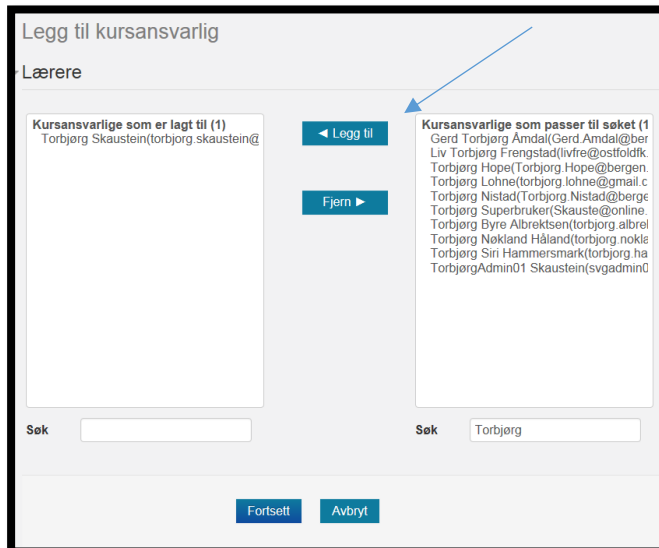 Legg til kursansvarlig
Lærere
Kursansvarlige som er lagt til (1)
Torbjørg Skaustein(torbjorg.skaustein@
◄ Legg til
Fjern ►
Kursansvarlige som passer til søket (1
Gerd Torbjørg Åmdal(Gerd.Amdal@ber
Liv Torbjørg Frengstad(livfre@ostfoldfk.
Torbjørg Hope(Torbjorg.Hope@bergen.
Torbjørg Lohne(torbjorg.lohne@gmail.c
Torbjørg Nistad(Torbjorg.Nistad@berge
Torbjørg Superbruker(Skauste@online.
Torbjørg Byre Albrektsen(torbjorg.albrel
Torbjørg Nøkland Håland(torbjorg.nokla
Torbjørg Siri Hammersmark(torbjorg.ha
TorbjørgAdmin01 Skaustein(svgadmin0
Søk
Søk Torbjørg
Fortsett Avbryt